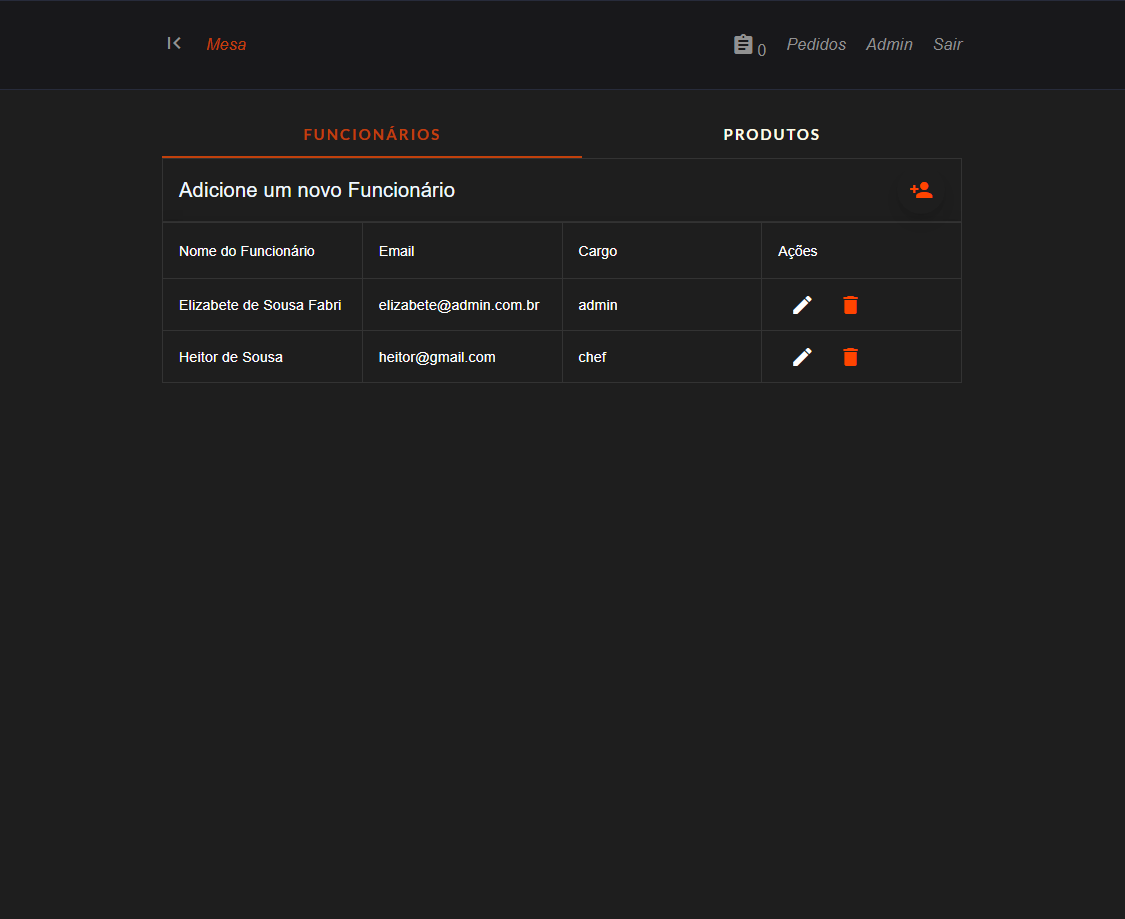 Mesa
0 Pedidos Admin Sair
FUNCIONÁRIOS
PRODUTOS
Adicione um novo Funcionário
Nome do Funcionário Email Cargo Ações
Elizabete de Sousa Fabri elizabete@admin.com.br admin
Heitor de Sousa heitor@gmail.com chef